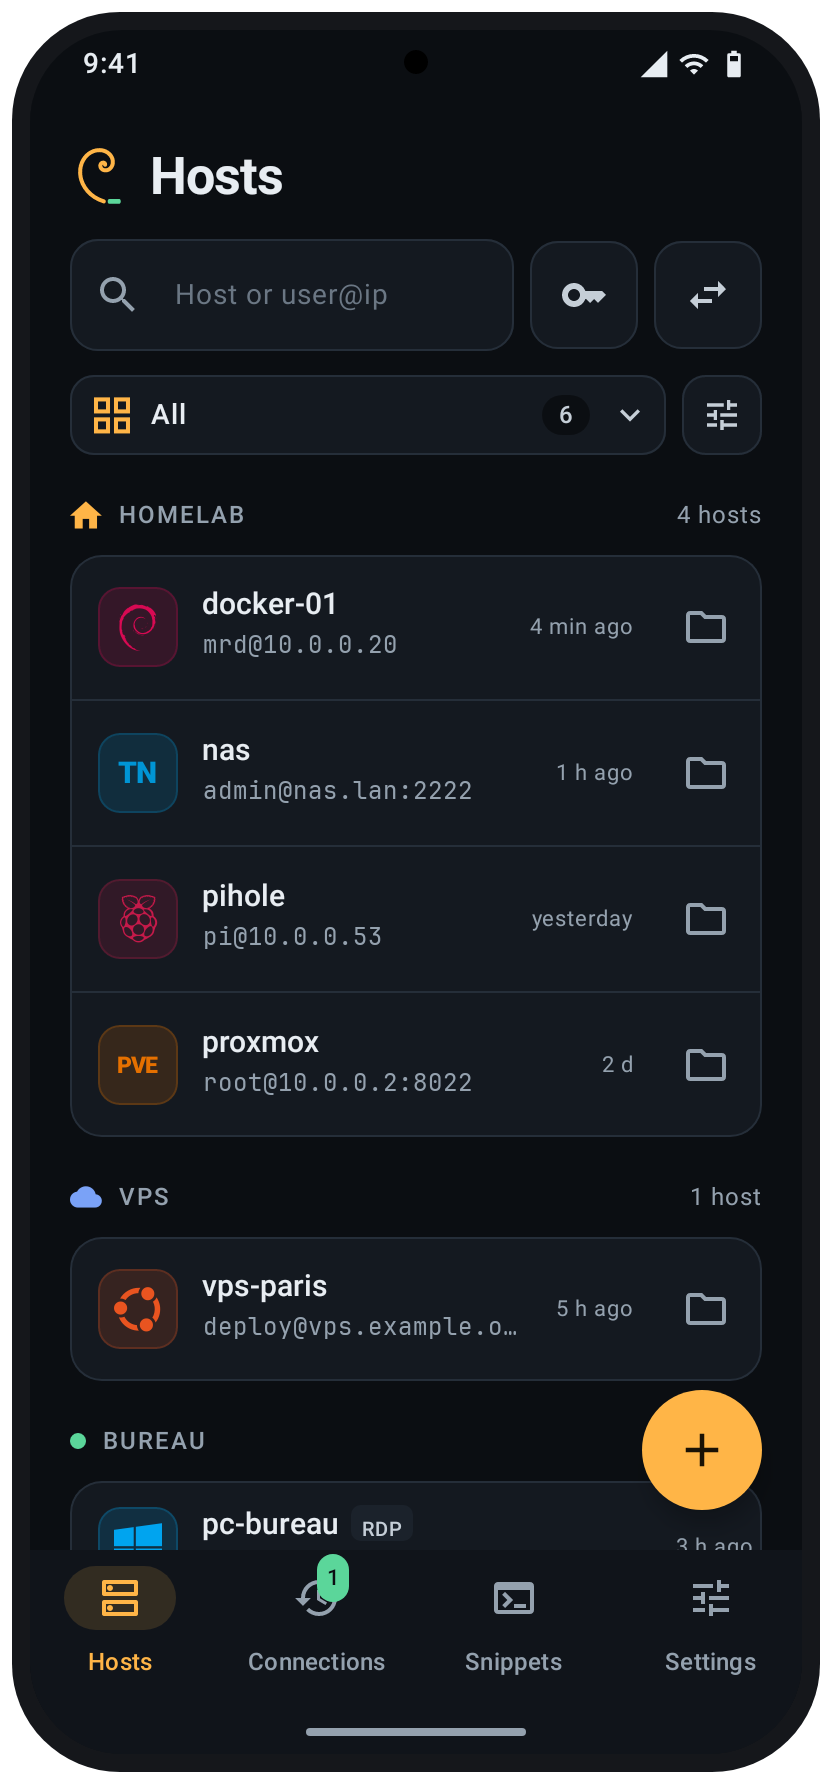 9:41
Hosts
Host or user@ip
All 6
HOMELAB 4 hosts
docker-01
mrd@10.0.0.20
4 min ago
TN
nas
admin@nas.lan:2222
1 h ago
pihole
pi@10.0.0.53
yesterday
PVE
proxmox
root@10.0.0.2:8022
2 d
VPS 1 host
vps-paris
deploy@vps.example.o…
5 h ago
BUREAU
pc-bureau RDP
3 h ago
1
Hosts Connections Snippets Settings